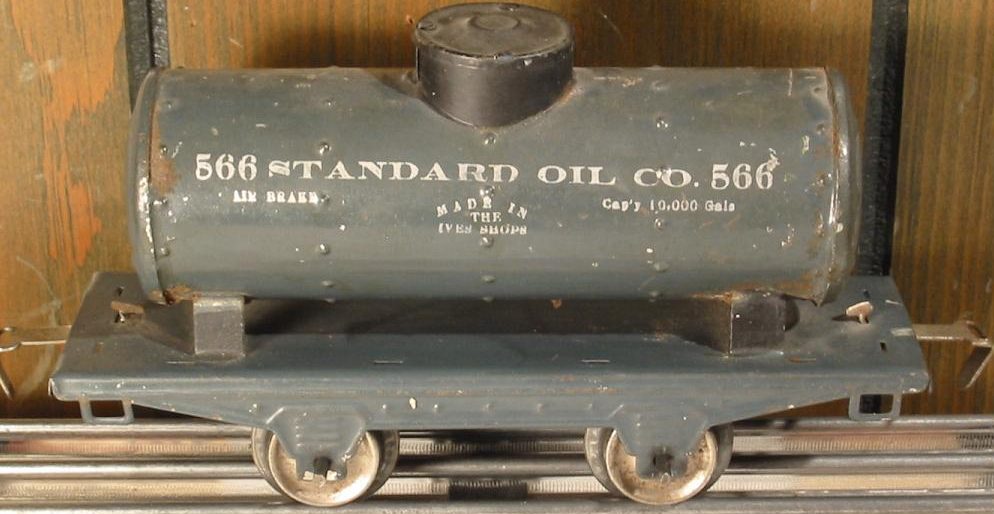 566 STANDARD OIL CO. 566
AIR BRAKE
MADE IN
THE
IVES SHOPS
Cap'y 10,000 Gals